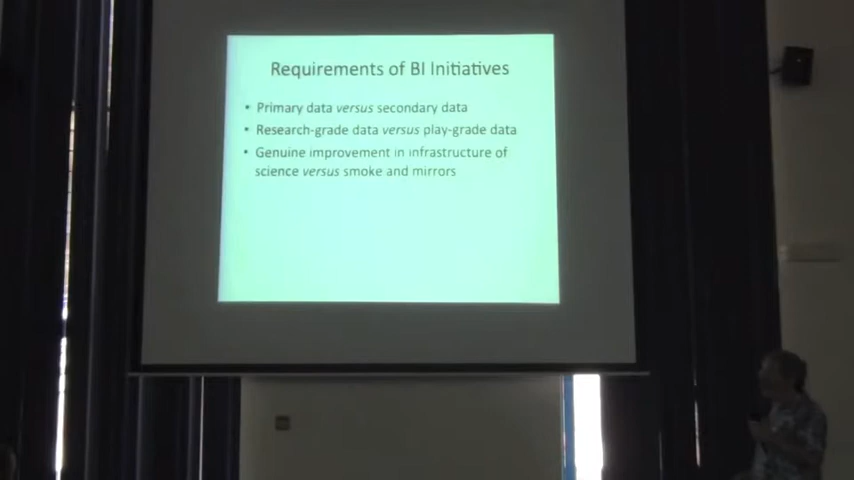 Requirements of BI Initiatives
• Primary data versus secondary data
• Research-grade data versus play-grade data
• Genuine improvement in infrastructure of
science versus smoke and mirrors